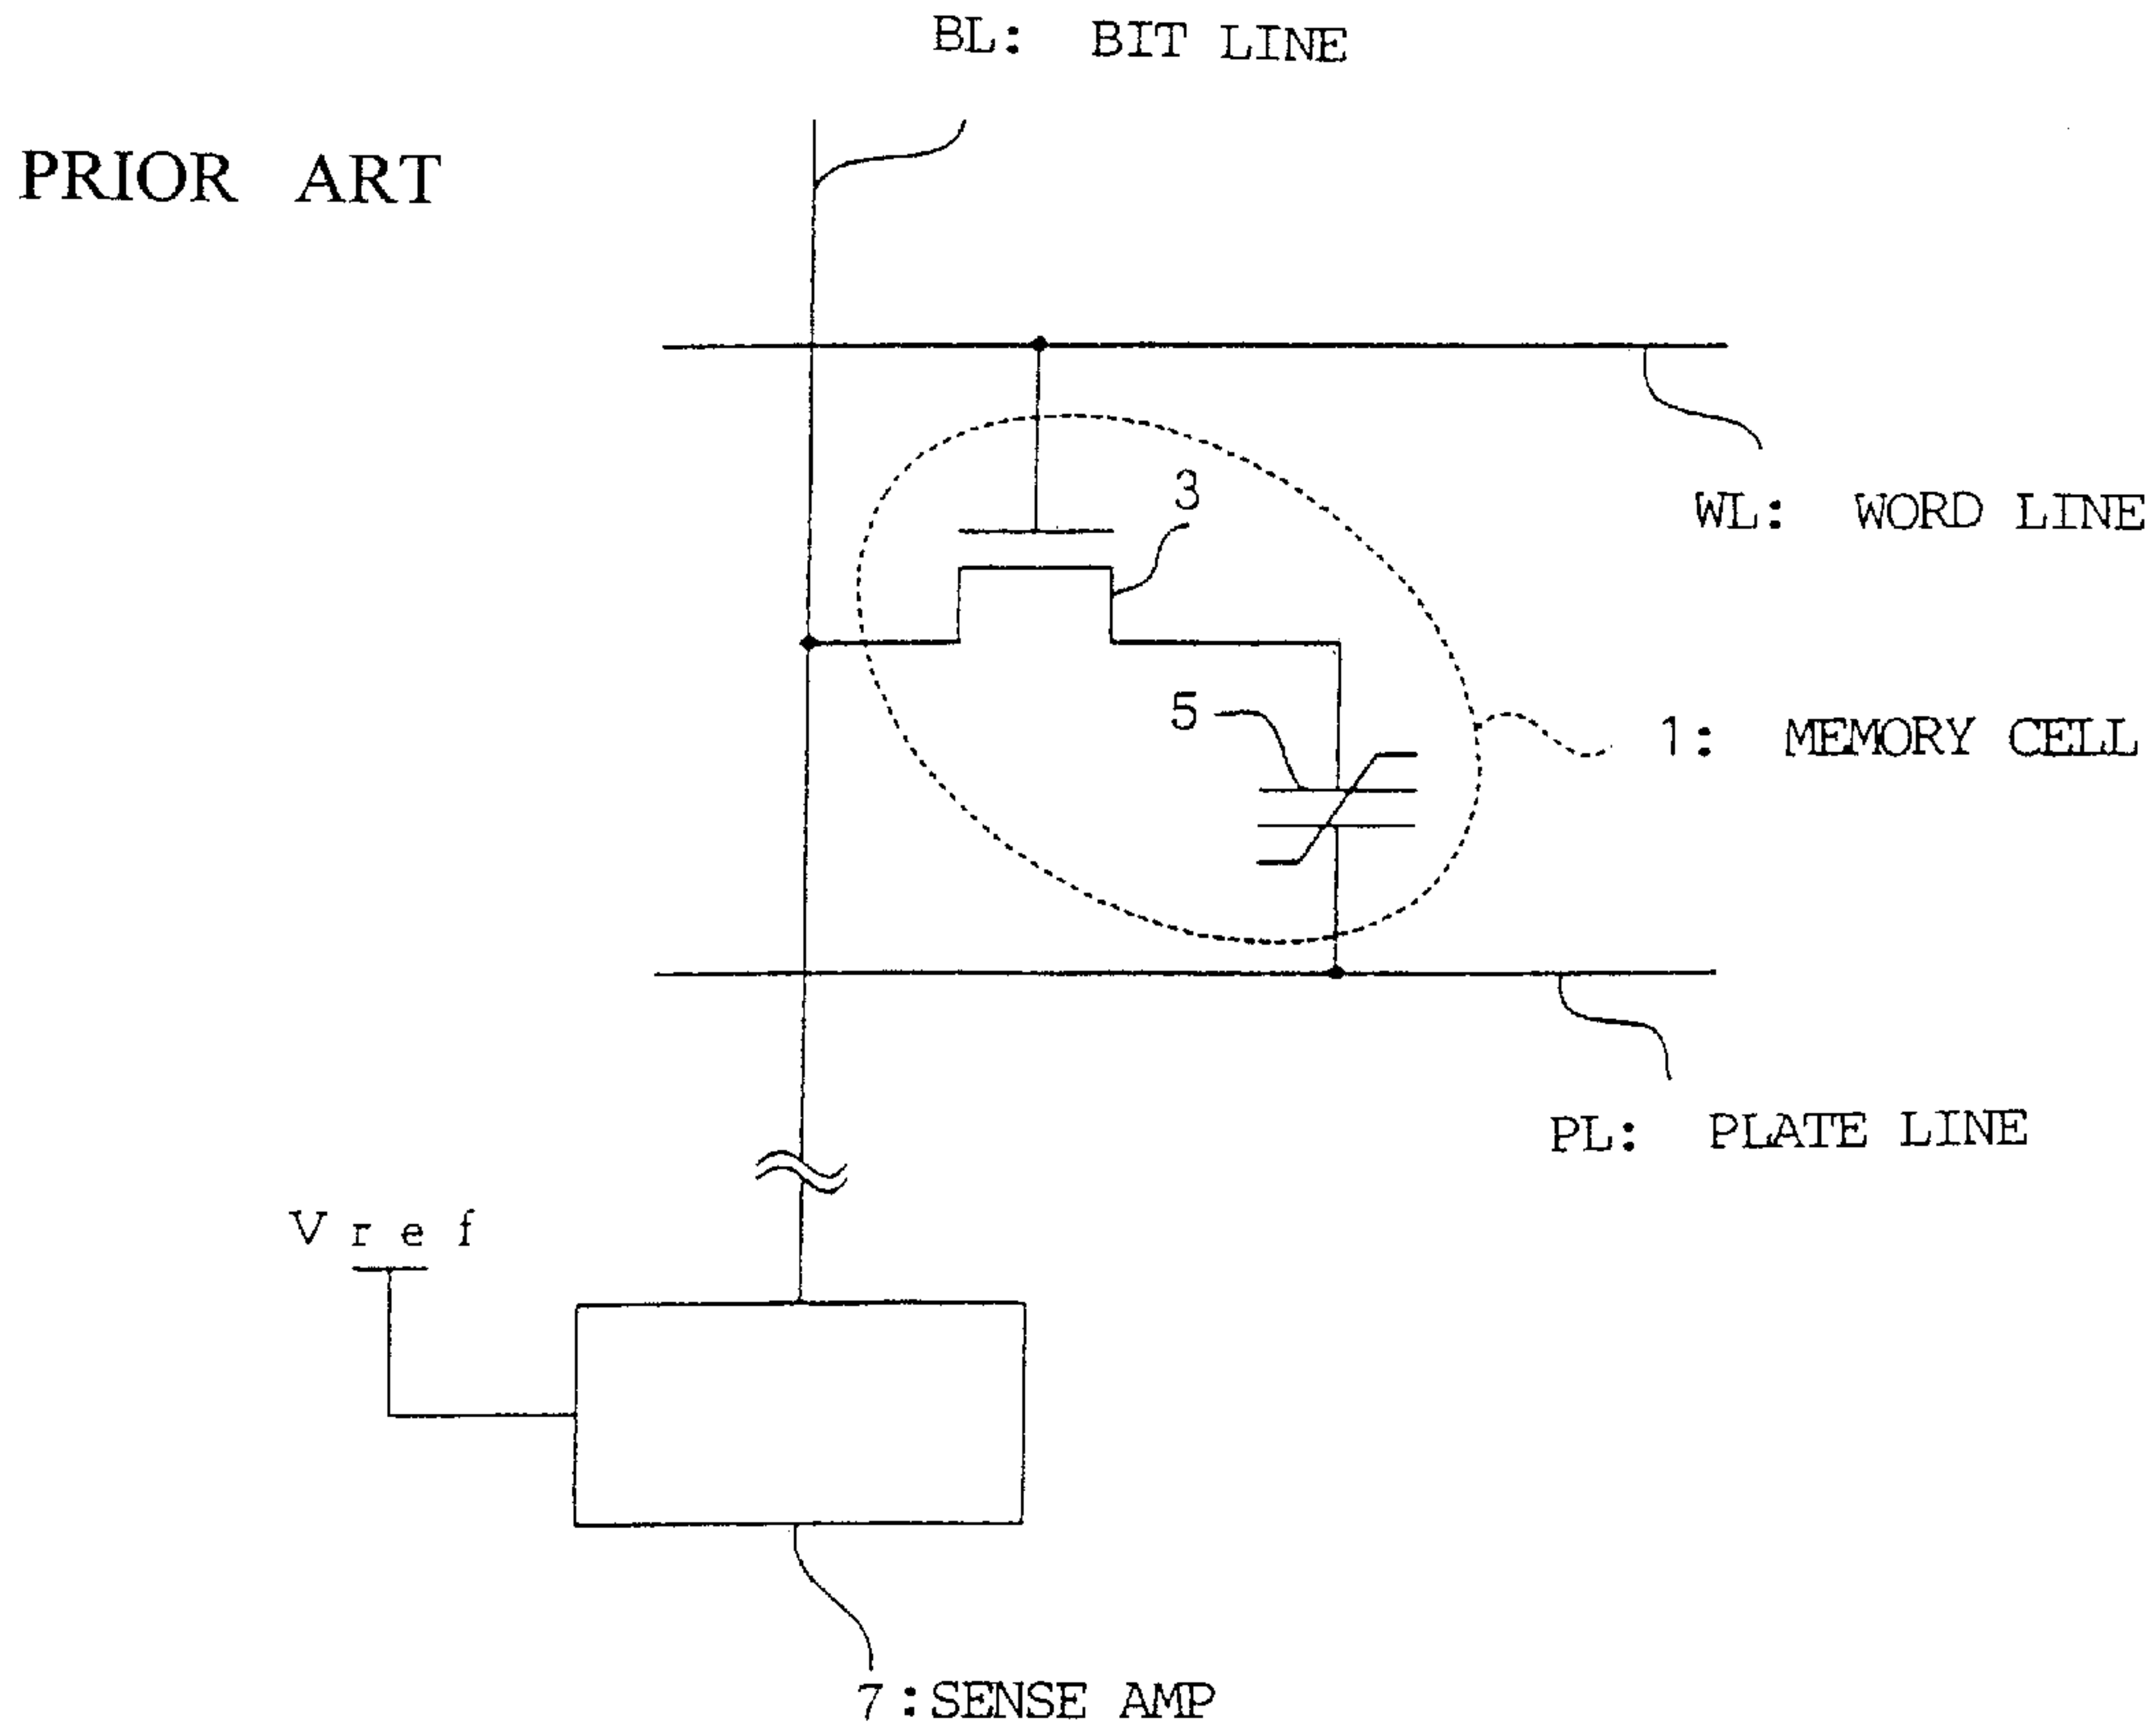 BL: BIT LINE
PRIOR ART
3
WL: WORD LINE
5
1: MEMORY CELL
PL: PLATE LINE
Vref
7:SENSE AMP